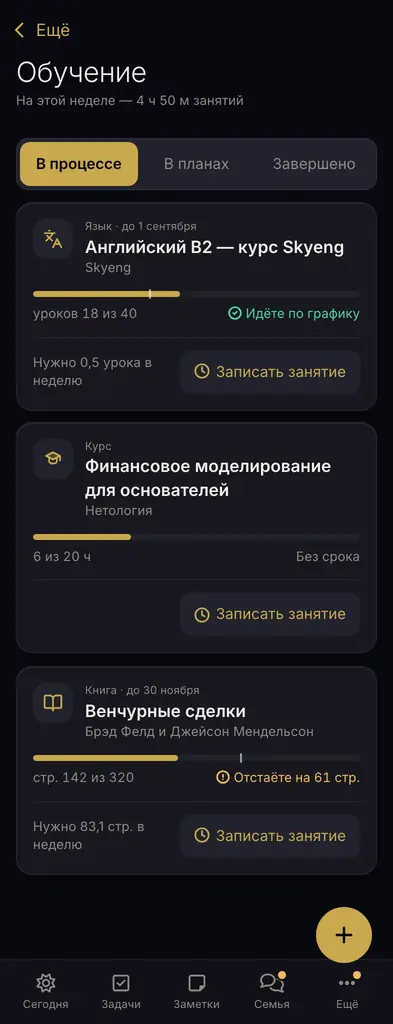 Ещё
Обучение
На этой неделе — 4 ч 50 м занятий
В процессе
В планах
Завершено
Язык · до 1 сентября
Английский B2 — курс Skyeng
Skyeng
уроков 18 из 40
Идёте по графику
Нужно 0,5 урока в
неделю
Записать занятие
Курс
Финансовое моделирование
для основателей
Нетология
6 из 20 ч
Без срока
Записать занятие
Книга · до 30 ноября
Венчурные сделки
Брэд Фелд и Джейсон Мендельсон
стр. 142 из 320
Отстаёте на 61 стр.
Нужно 83,1 стр. в
неделю
Записать занятие
Сегодня
Задачи
Заметки
Семья
Ещё